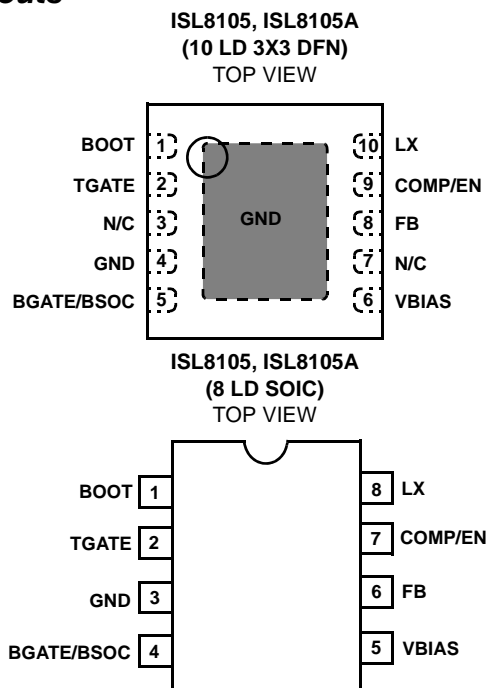 ISL8105, ISL8105A
(10 LD 3X3 DFN)
TOP VIEW
BOOT 1 10 LX
TGATE 2 9 COMP/EN
N/C 3 GND 8 FB
GND 4 7 N/C
BGATE/BSOC 5 6 VBIAS
ISL8105, ISL8105A
(8 LD SOIC)
TOP VIEW
BOOT 1 8 LX
TGATE 2 7 COMP/EN
GND 3 6 FB
BGATE/BSOC 4 5 VBIAS